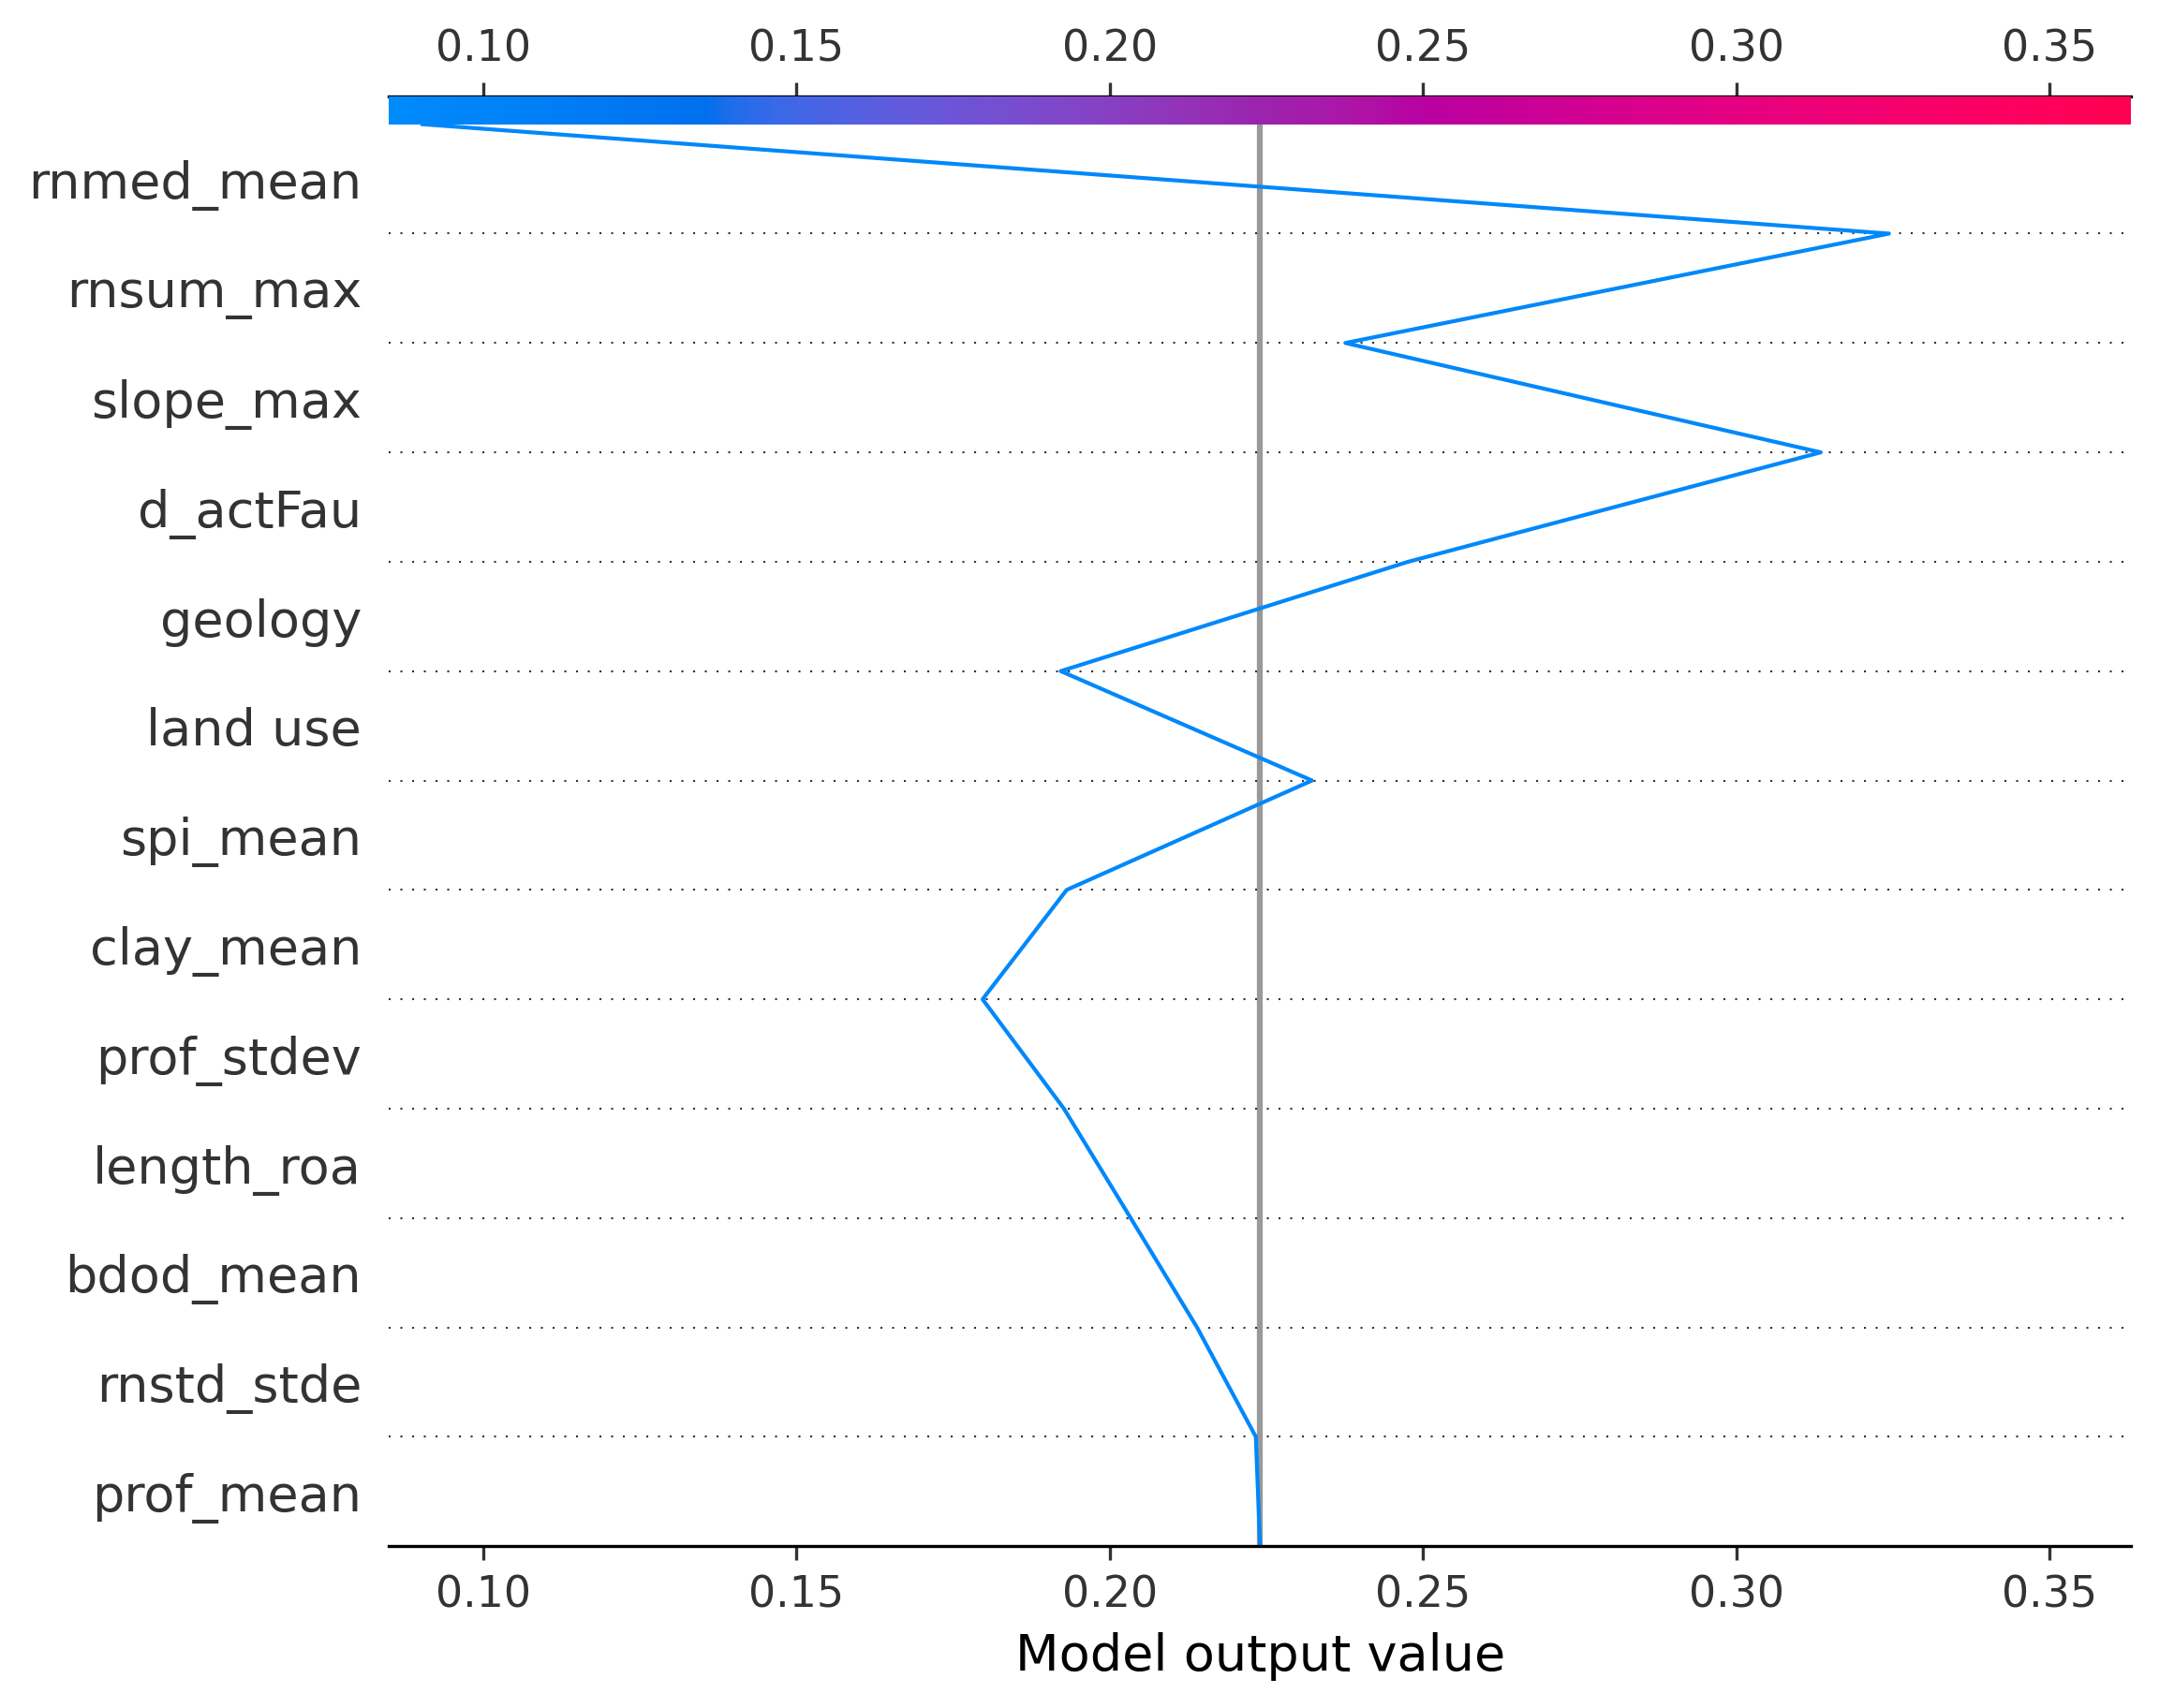 0.10 0.15 0.20 0.25 0.30 0.35
rnmed_mean
rnsum_max
slope_max
d_actFau
geology
land use
spi_mean
clay_mean
prof_stdev
length_roa
bdod_mean
rnstd_stde
prof_mean
0.10 0.15 0.20 0.25 0.30 0.35
Model output value